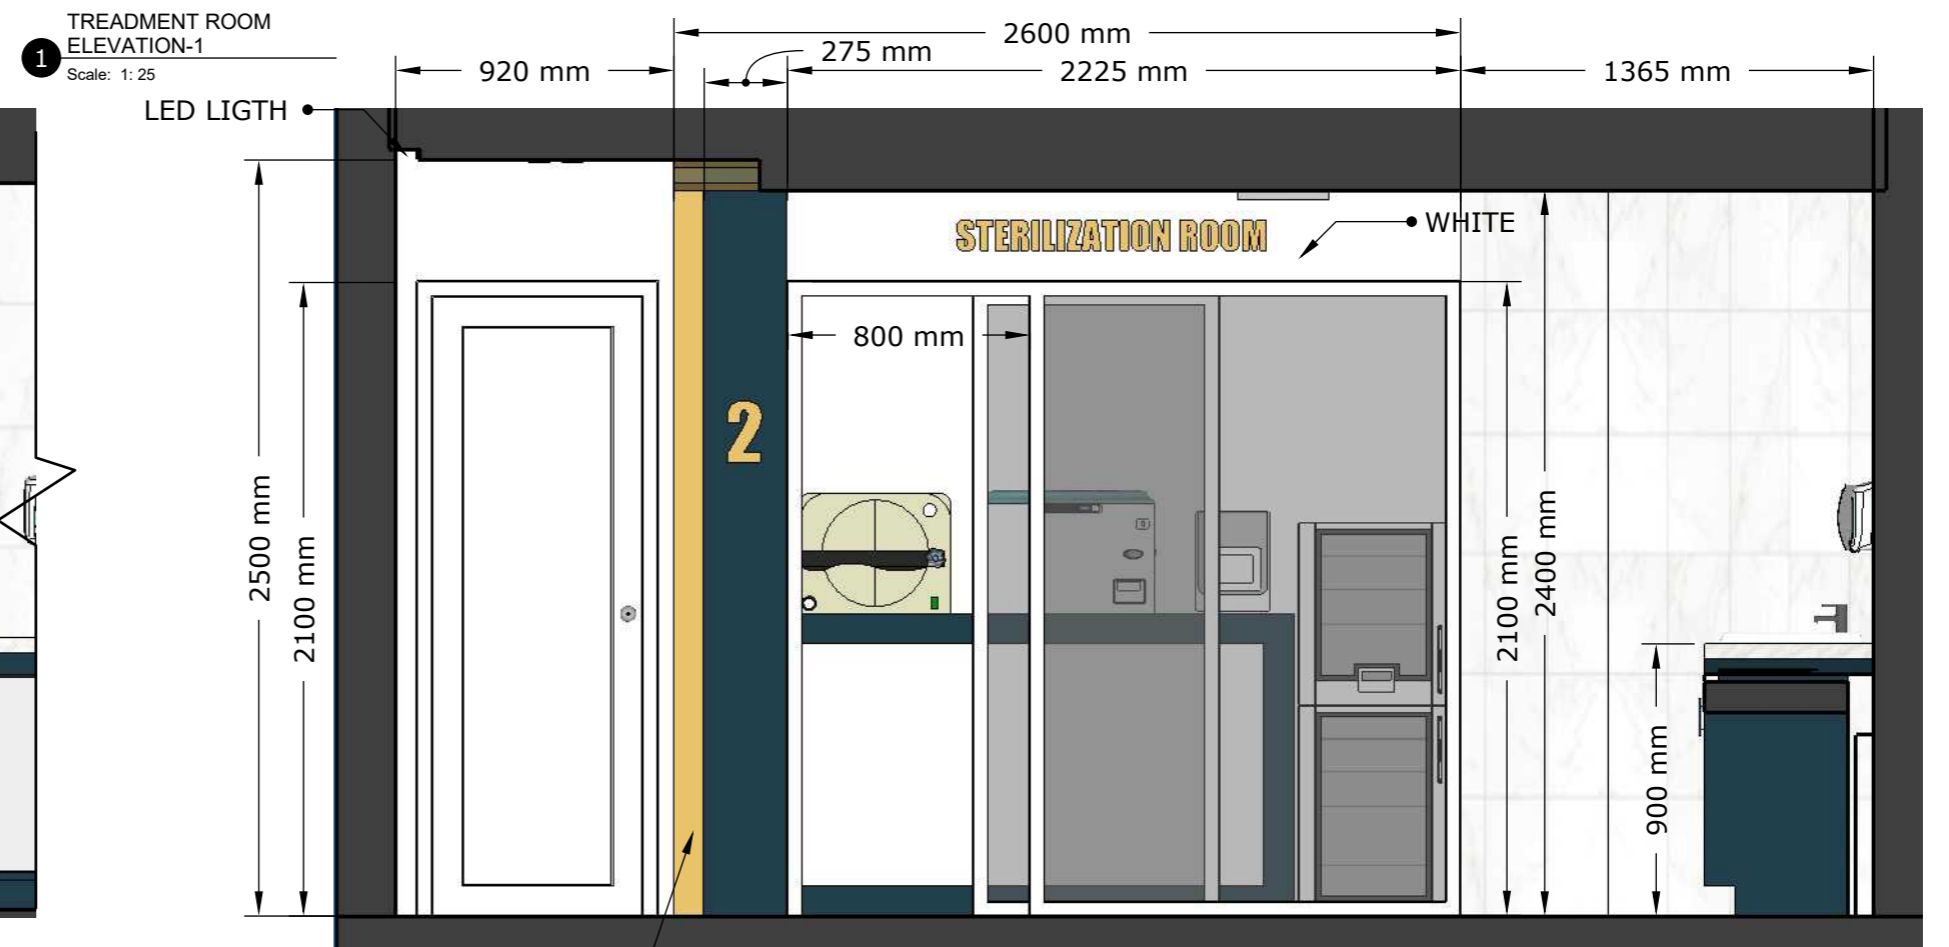 TREADMENT ROOM
1
ELEVATION-1
Scale: 1: 25
2600 mm
275 mm
920 mm
2225 mm
1365 mm
LED LIGTH
STERILIZATION ROOM
WHITE
800 mm
2
2500 mm
2100 mm
2100 mm
2400 mm
900 mm